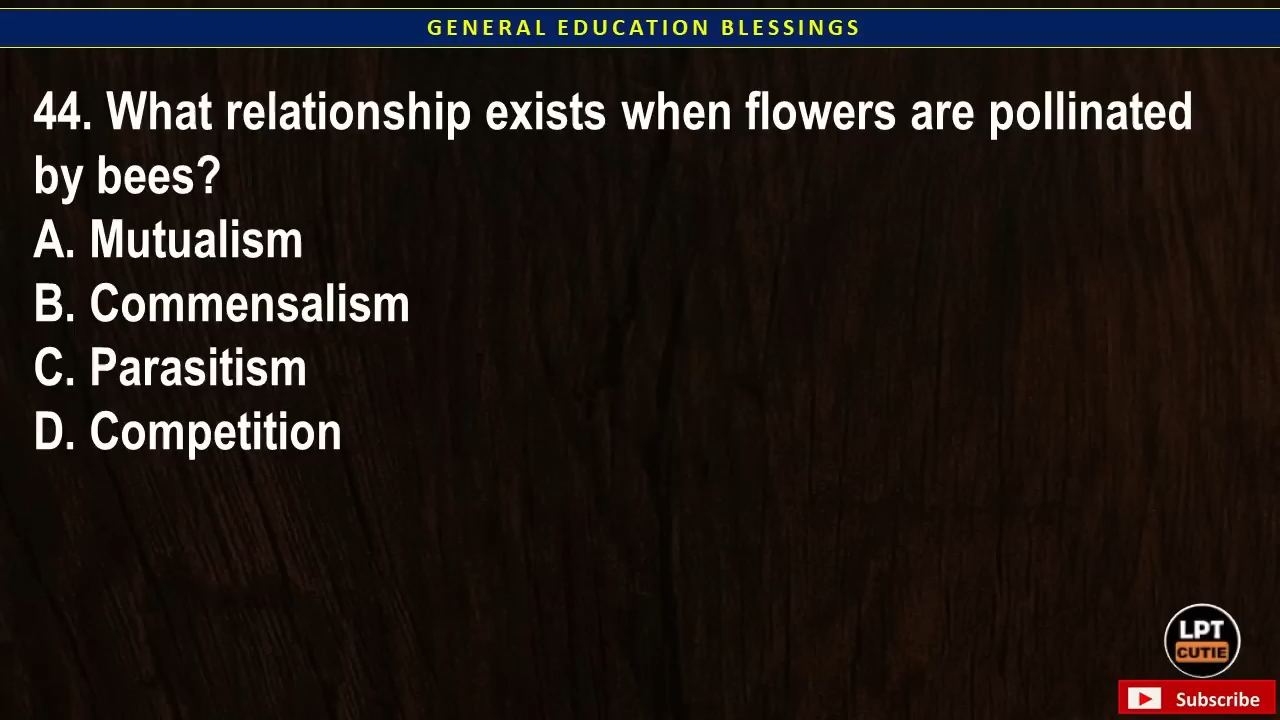 GENERAL EDUCATION BLESSINGS
44. What relationship exists when flowers are pollinated
by bees?
A. Mutualism
B. Commensalism
C. Parasitism
D. Competition
LPT
CUTIE
Subscribe